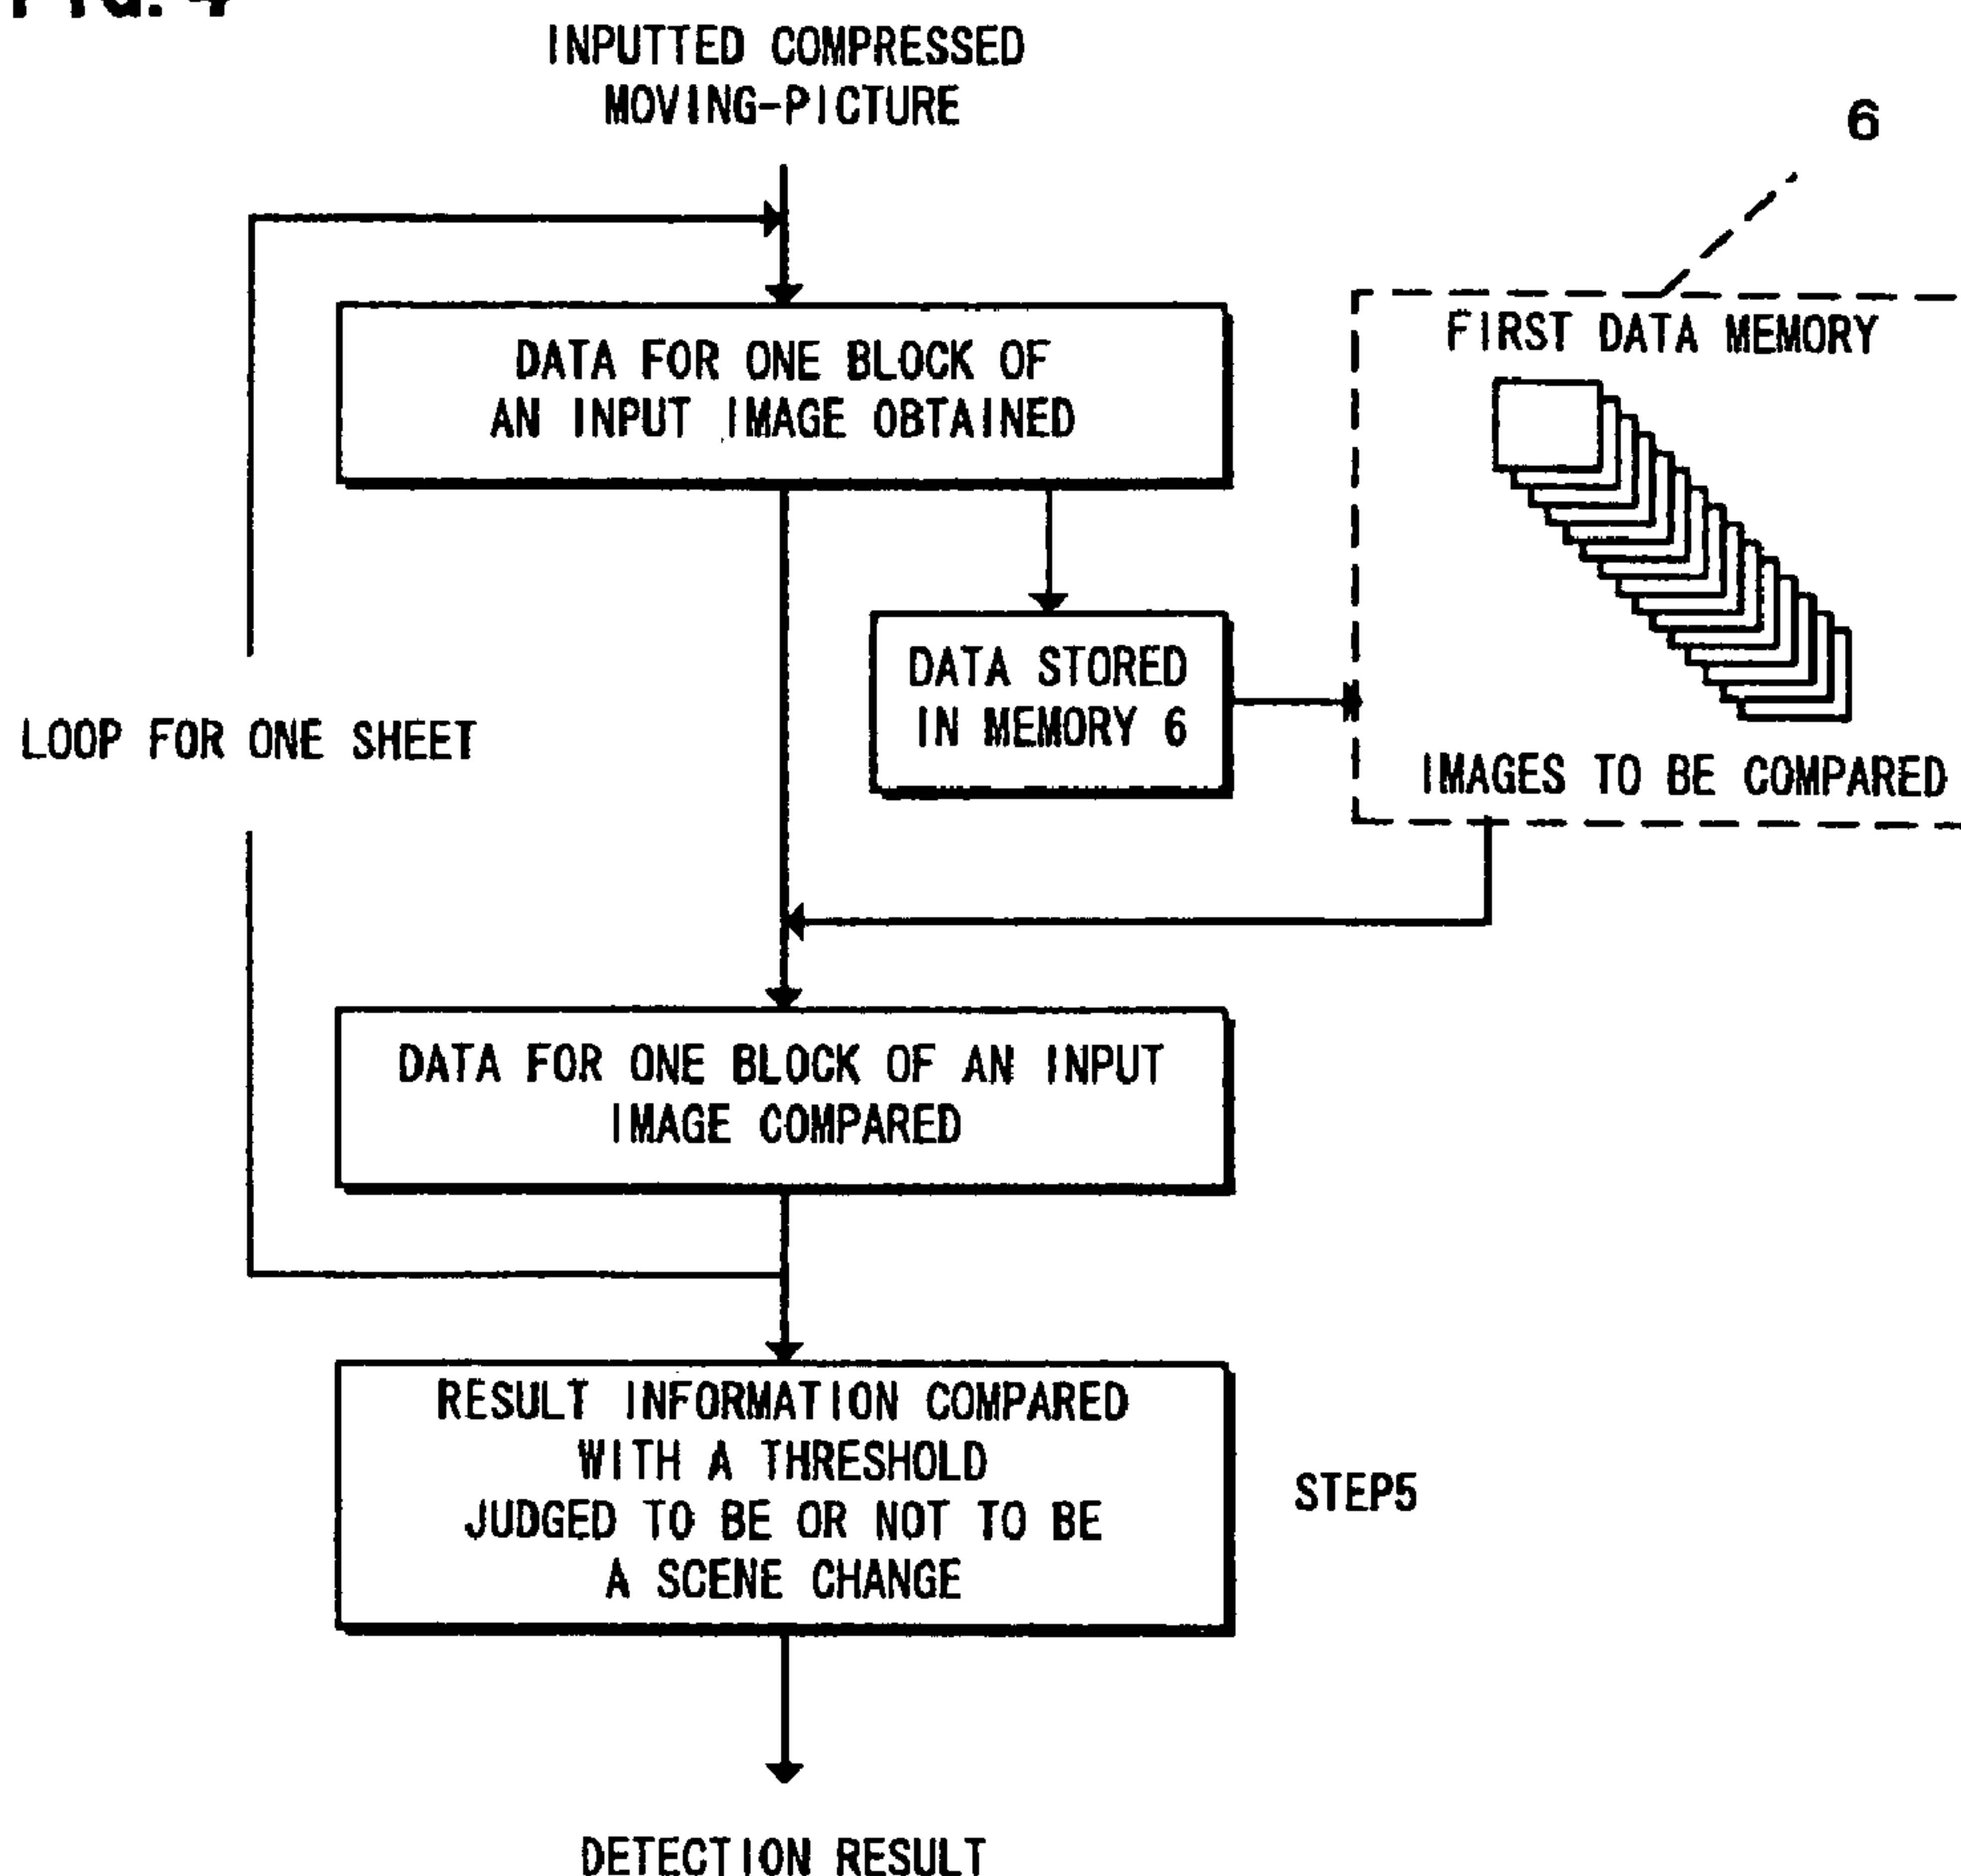 FIG. 4
INPUTTED COMPRESSED
MOVING-PICTURE
6
DATA FOR ONE BLOCK OF
AN INPUT IMAGE OBTAINED
FIRST DATA MEMORY
DATA STORED
IN MEMORY 6
LOOP FOR ONE SHEET
IMAGES TO BE COMPARED
DATA FOR ONE BLOCK OF AN INPUT
IMAGE COMPARED
RESULT INFORMATION COMPARED
WITH A THRESHOLD
JUDGED TO BE OR NOT TO BE
A SCENE CHANGE
STEP5
DETECTION RESULT